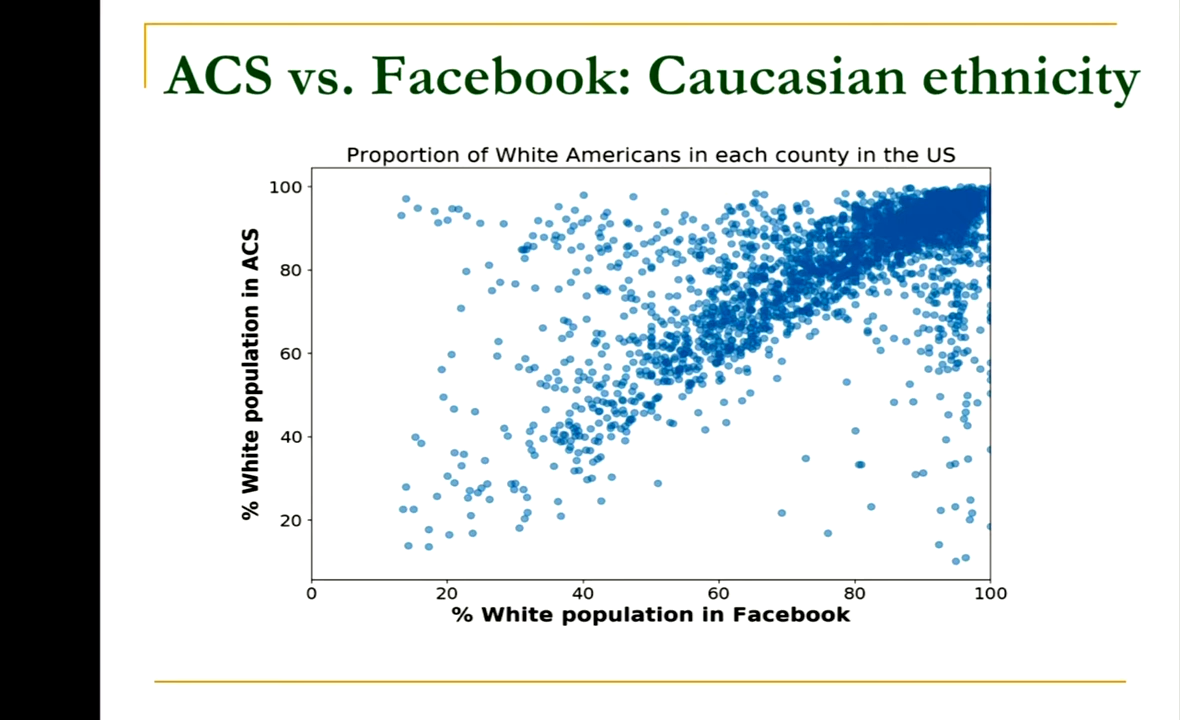 ACS vs. Facebook: Caucasian ethnicity
Proportion of White Americans in each county in the US
% White population in ACS
100
80
60
40
20
0 20 40 60 80 100
% White population in Facebook